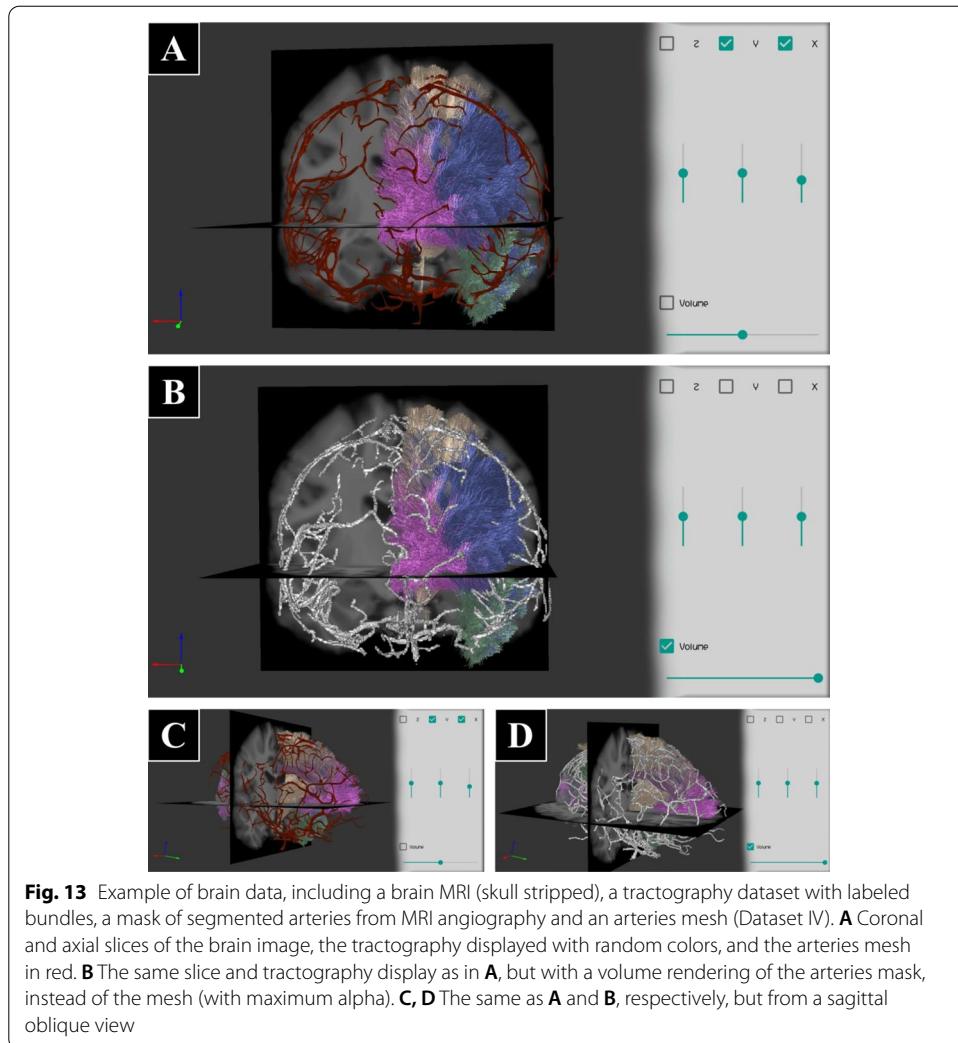 A
Z Y X
Volume
B
Z Y X
Volume
C
Z Y X
Volume
D
Z Y X
Volume
Fig. 13 Example of brain data, including a brain MRI (skull stripped), a tractography dataset with labeled
bundles, a mask of segmented arteries from MRI angiography and an arteries mesh (Dataset IV). A Coronal
and axial slices of the brain image, the tractography displayed with random colors, and the arteries mesh
in red. B The same slice and tractography display as in A, but with a volume rendering of the arteries mask,
instead of the mesh (with maximum alpha). C, D The same as A and B, respectively, but from a sagittal
oblique view